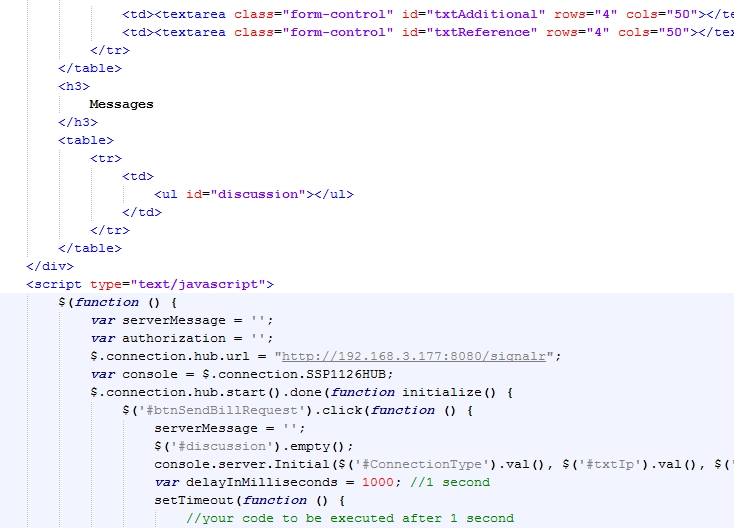 <td><textarea class="form-control" id="txtAdditional" rows="4" cols="50"></te
<td><textarea class="form-control" id="txtReference" rows="4" cols="50"></tex
</tr>
</table>
<h3>
Messages
</h3>
<table>
<tr>
<td>
<ul id="discussion"></ul>
</td>
</tr>
</table>
</div>
<script type="text/javascript">
$(function () {
var serverMessage = '';
var authorization = '';
$.connection.hub.url = "http://192.168.3.177:8080/signalr";
var console = $.connection.SSP1126HUB;
$.connection.hub.start().done(function initialize() {
$('#btnSendBillRequest').click(function () {
serverMessage = '';
$('#discussion').empty();
console.server.Initial($('#ConnectionType').val(), $('#txtIp').val(), $('
var delayInMilliseconds = 1000; //1 second
setTimeout(function () {
//your code to be executed after 1 second